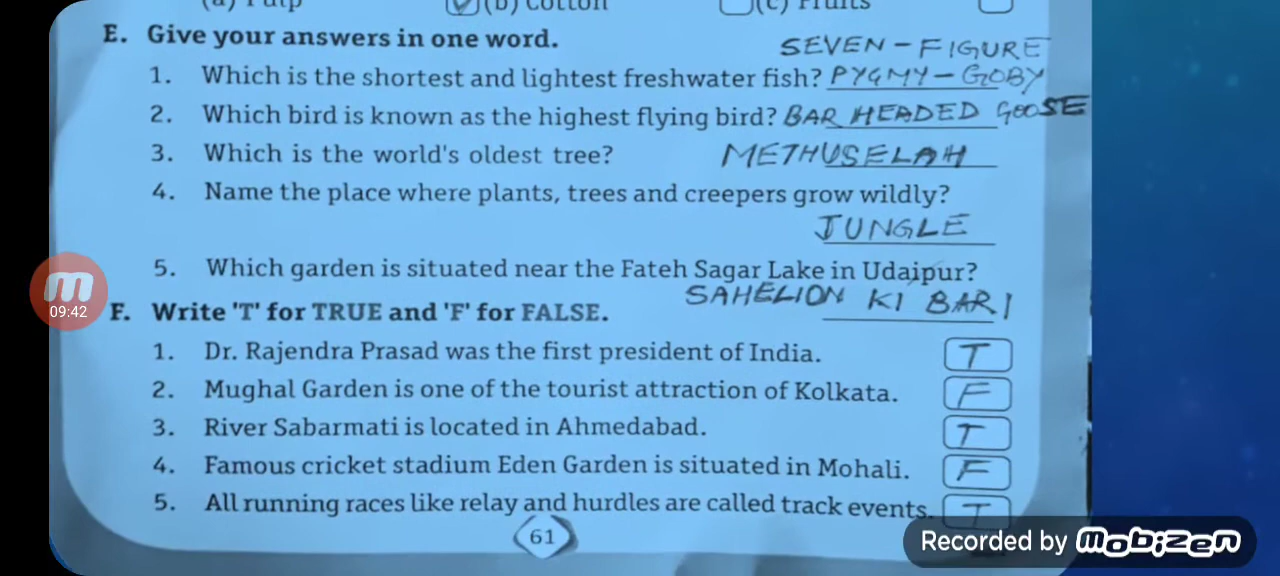 (a) Pulp (b) Cotton (c) Fruits
E. Give your answers in one word.
SEVEN - FIGURE
1. Which is the shortest and lightest freshwater fish? PYGMY - GOBY
2. Which bird is known as the highest flying bird? BAR HEADED GOOSE
3. Which is the world's oldest tree? METHUSELAH
4. Name the place where plants, trees and creepers grow wildly?
JUNGLE
5. Which garden is situated near the Fateh Sagar Lake in Udaipur?
SAHELION KI BARI
09:42
F. Write 'T' for TRUE and 'F' for FALSE.
1. Dr. Rajendra Prasad was the first president of India. T
2. Mughal Garden is one of the tourist attraction of Kolkata. F
3. River Sabarmati is located in Ahmedabad. T
4. Famous cricket stadium Eden Garden is situated in Mohali. F
5. All running races like relay and hurdles are called track events. T
61
Recorded by Mobizen